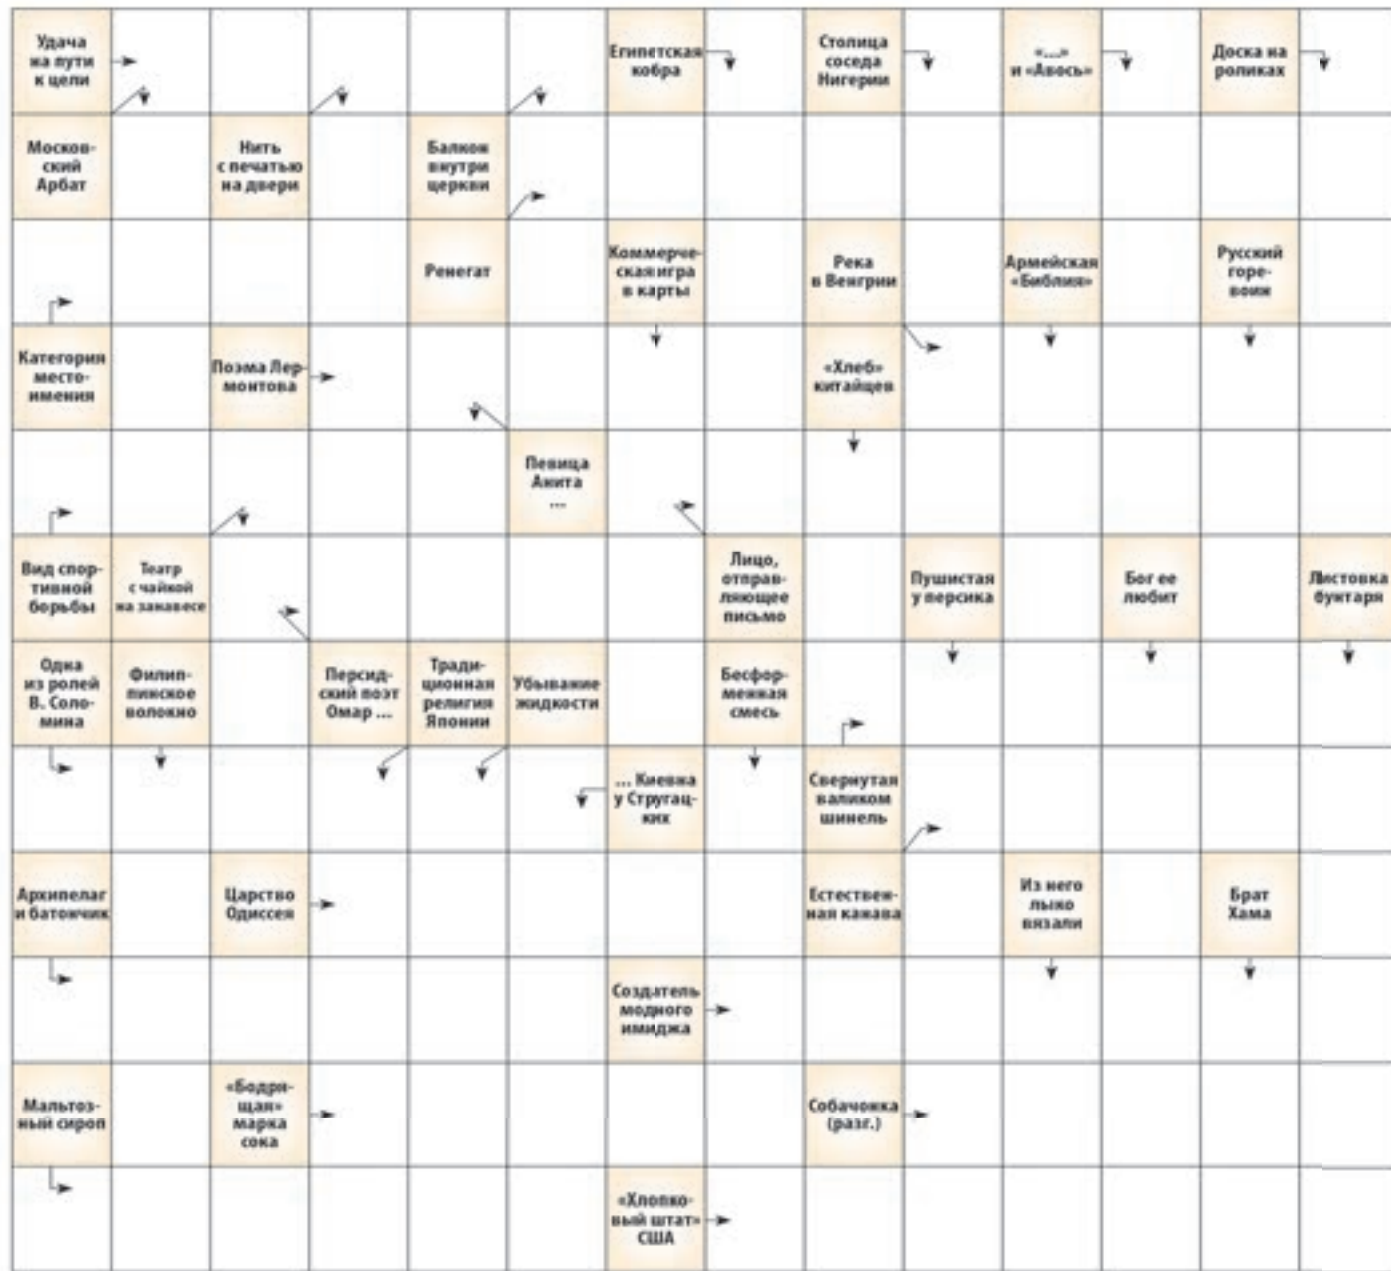 Удача
на пути
к цели
Египетская
кобра
Столица
соседа
Нигерии
«...»
и «Авось»
Доска на
роликах
Москов-
ский
Арбат
Нить
с печатью
на двери
Балкон
внутри
церкви
Ренегат
Коммерче-
ская игра
в карты
Река
в Венгрии
Армейская
«Библия»
Русский
горе-
воин
Категория
место-
имения
Поэма Лер-
монтова
«Хлеб»
китайцев
Певица
Анита
...
Вид спор-
тивной
борьбы
Театр
с чайкой
на занавесе
Лицо,
отправ-
ляющее
письмо
Пушистая
у персика
Бог ее
любит
Листовка
бунтаря
Одна
из ролей
В. Соло-
мина
Филип-
пинское
волокно
Персид-
ский поэт
Омар ...
Тради-
ционная
религия
Японии
Убывание
жидкости
Бесфор-
менная
смесь
... Киевна
у Стругац-
ких
Свернутая
валиком
шинель
Архипелаг
и батончик
Царство
Одиссея
Естествен-
ная канава
Из него
лыко
вязали
Брат
Хама
Создатель
модного
имиджа
Мальтоз-
ный сироп
«Бодря-
щая»
марка
сока
Собачонка
(разг.)
«Хлопко-
вый штат»
США